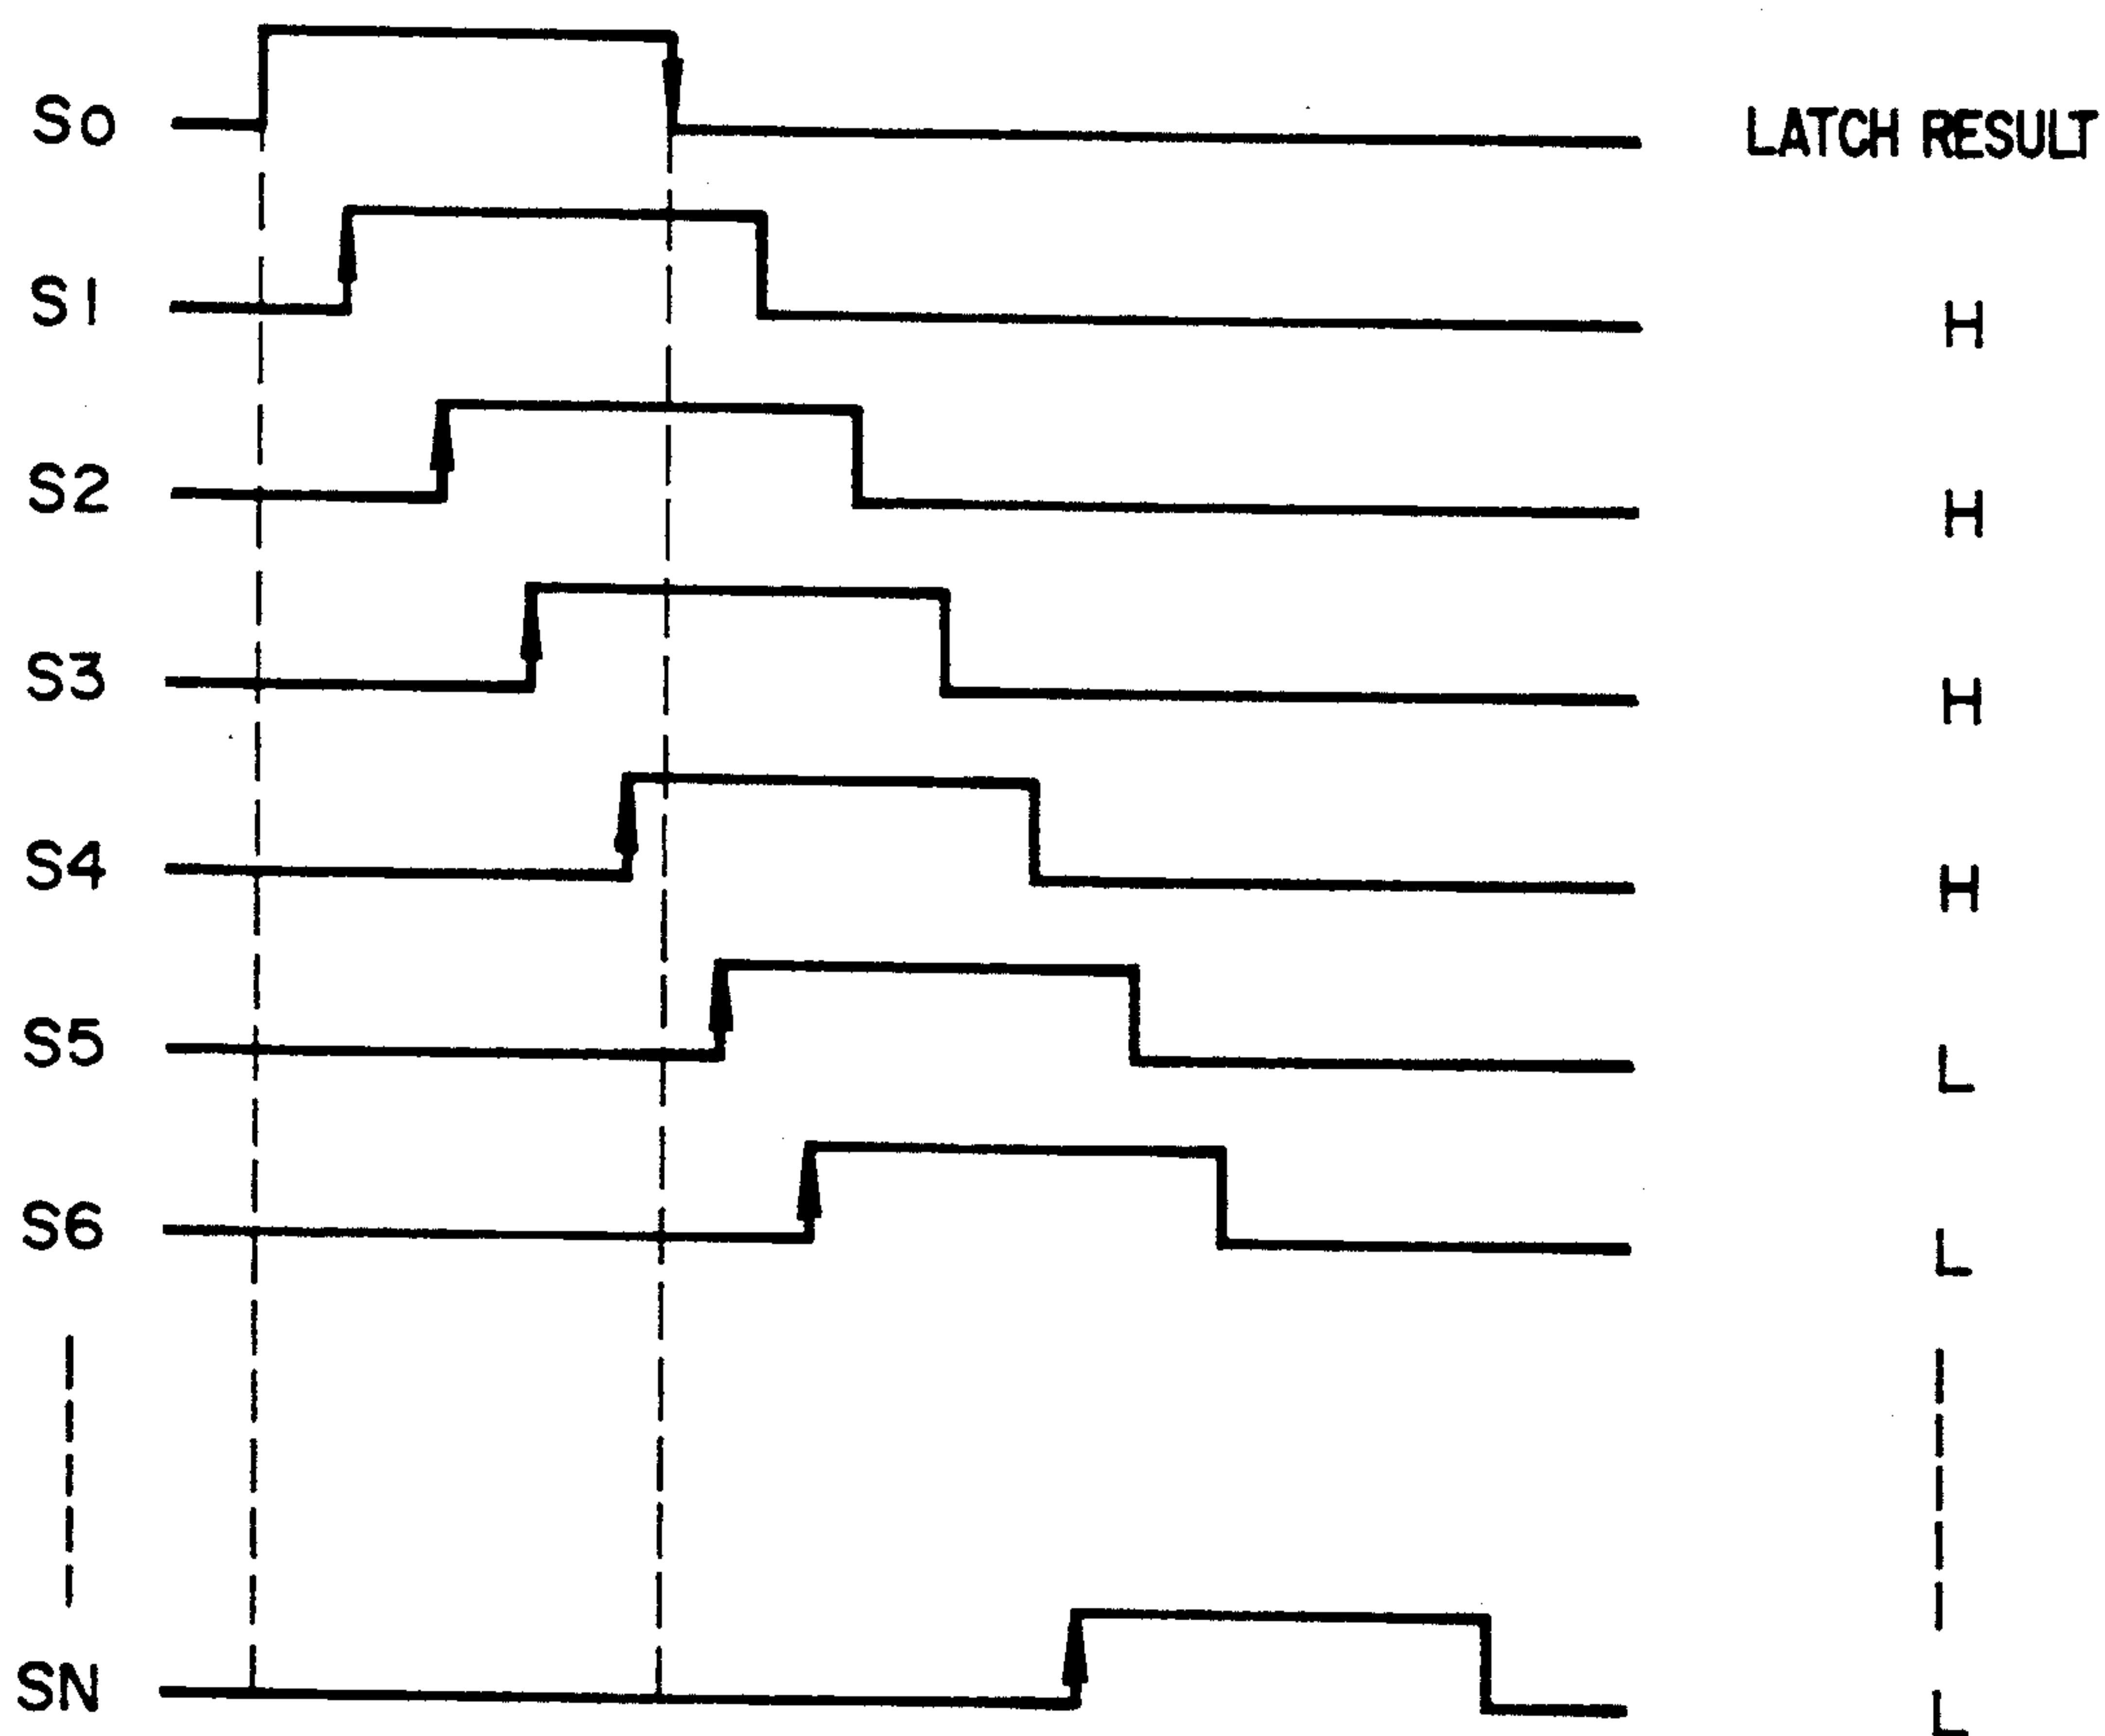 So LATCH RESULT
S1 H
S2 H
S3 H
S4 H
S5 L
S6 L
SN L